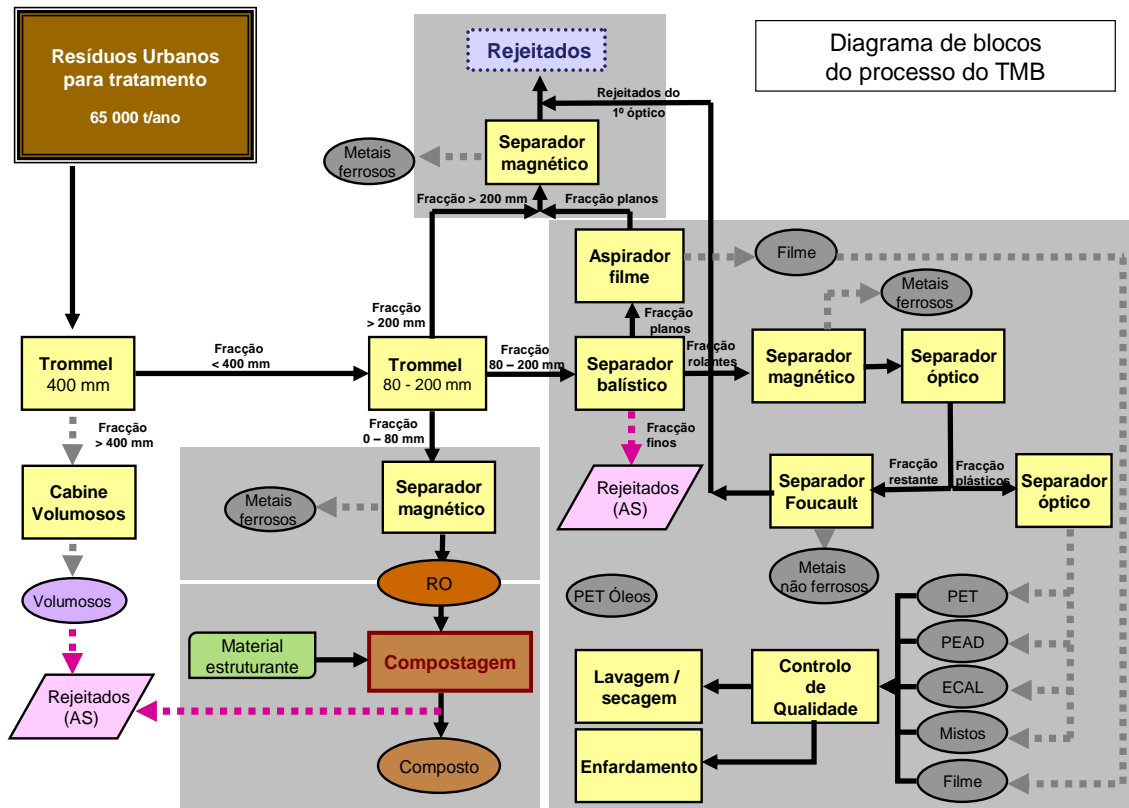 Resíduos Urbanos
para tratamento
65 000 t/ano
Rejeitados
Diagrama de blocos
do processo do TMB
Rejeitados do
1º óptico
Separador
magnético
Metais
ferrosos
Fracção > 200 mm
Fracção planos
Aspirador
filme
Filme
Metais
ferrosos
Fracção
> 200 mm
Fracção
planos
Trommel
400 mm
Fracção
< 400 mm
Trommel
80 - 200 mm
Fracção
80 – 200 mm
Separador
balístico
Fracção
rolantes
Separador
magnético
Separador
óptico
Fracção
> 400 mm
Fracção
0 – 80 mm
Fracção
finos
Cabine
Volumosos
Metais
ferrosos
Separador
magnético
Rejeitados
(AS)
Separador
Foucault
Fracção
restante
Fracção
plásticos
Separador
óptico
Volumosos
RO
PET Óleos
Metais
não ferrosos
PET
Material
estruturante
Compostagem
PEAD
Rejeitados
(AS)
Lavagem /
secagem
Controlo
de
Qualidade
ECAL
Mistos
Composto
Enfardamento
Filme